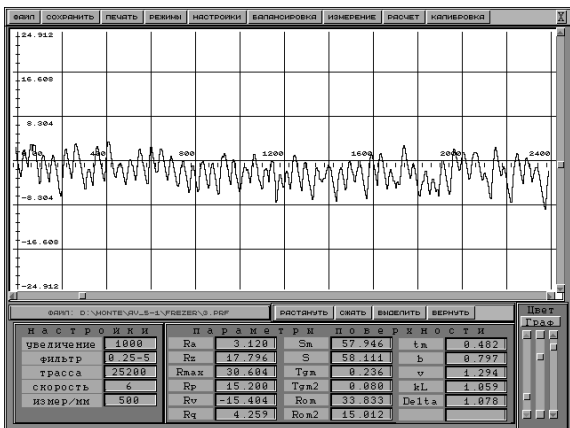 ФАИЛ СОХРАНИТЬ ПЕЧАТЬ РЕЖИМЫ НАСТРОИКИ БАЛАНСИРОВКА ИЗМЕРЕНИЕ РАСЧЕТ КАЛИБРОВКА X
24.912
16.608
8.304
400 800 1200 1600 2000 2400
-8.304
-16.608
-24.912
ФАИЛ: D:\MONTE\AV_S-1\FREZER\3.PRF РАСТЯНУТЬ СЖАТЬ ВЫДЕЛИТЬ ВЕРНУТЬ Цвет
Граф
Настройки Параметры поверхности
увеличение 1000 Ra 3.120 Sm 57.946 tm 0.482
фильтр 0.25-5 Rz 17.796 S 58.111 b 0.797
трасса 25200 Rmax 30.604 Tgm 0.236 v 1.294
скорость 6 Rp 15.200 Tgm2 0.080 kL 1.059
измер/мм 500 Rv -15.404 Rom 33.833 Delta 1.078
Rq 4.259 Rom2 15.012